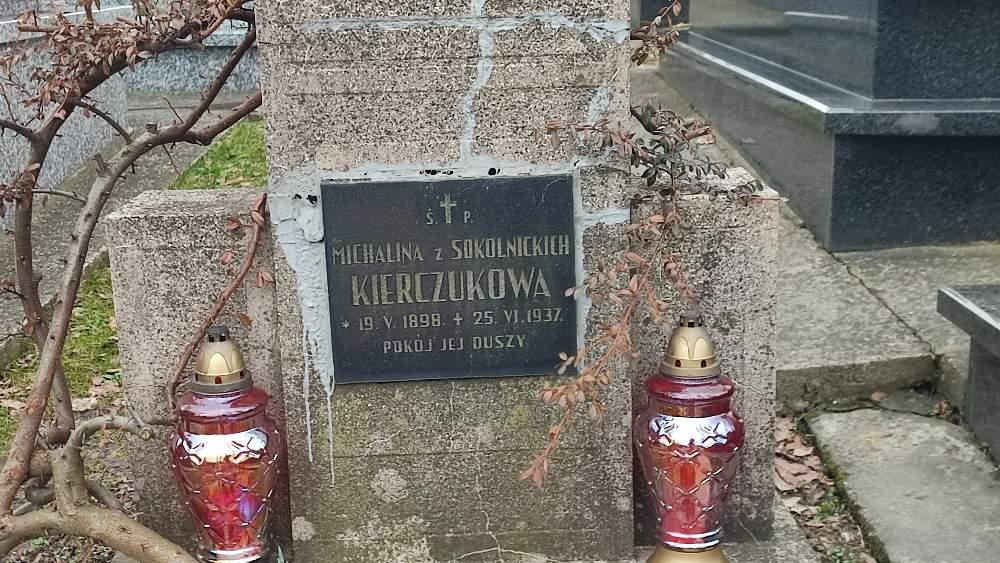 Ś. P.
MICHALINA z SOKOLNICKICH
KIERCZUKOWA
* 19. V. 1898. + 25. VI. 1937.
POKÓJ JEJ DUSZY